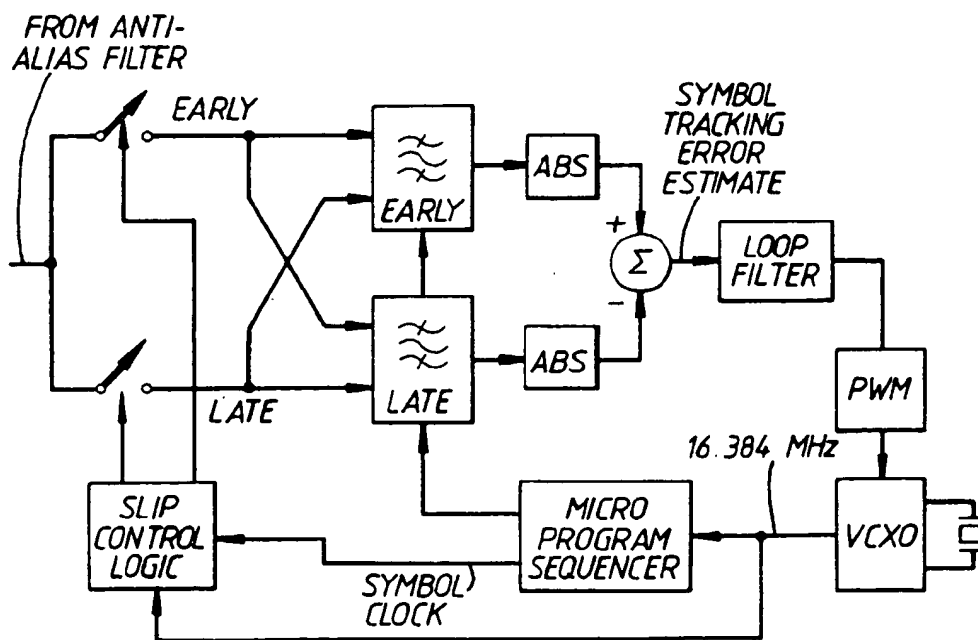 FROM ANTI-
ALIAS FILTER
EARLY
LATE
EARLY
LATE
ABS
ABS
+
Σ
-
SYMBOL
TRACKING
ERROR
ESTIMATE
LOOP
FILTER
PWM
16.384 MHz
VCXO
MICRO
PROGRAM
SEQUENCER
SYMBOL
CLOCK
SLIP
CONTROL
LOGIC